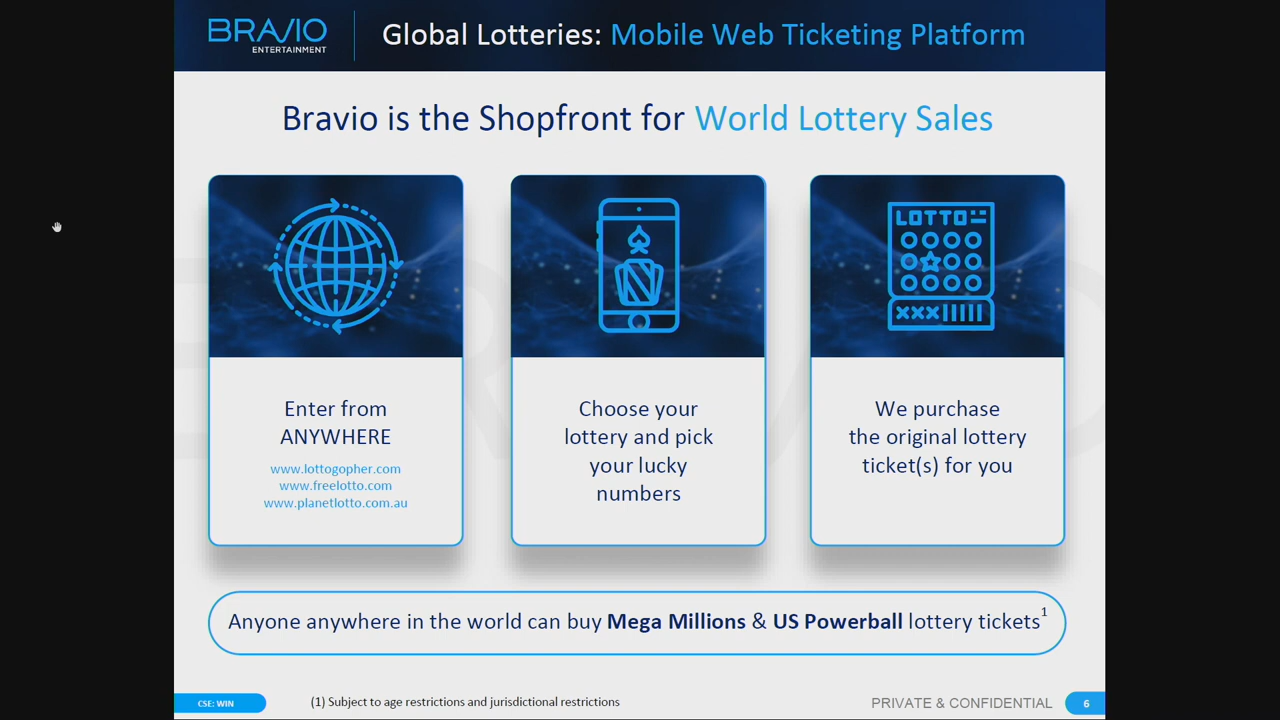 BRAVIO
ENTERTAINMENT
Global Lotteries: Mobile Web Ticketing Platform
Bravio is the Shopfront for World Lottery Sales
LOTTO
XXX
Enter from
ANYWHERE
www.lottogopher.com
www.freelotto.com
www.planetlotto.com.au
Choose your
lottery and pick
your lucky
numbers
We purchase
the original lottery
ticket(s) for you
Anyone anywhere in the world can buy Mega Millions & US Powerball lottery tickets1
CSE: WIN
(1) Subject to age restrictions and jurisdictional restrictions
PRIVATE & CONFIDENTIAL
6